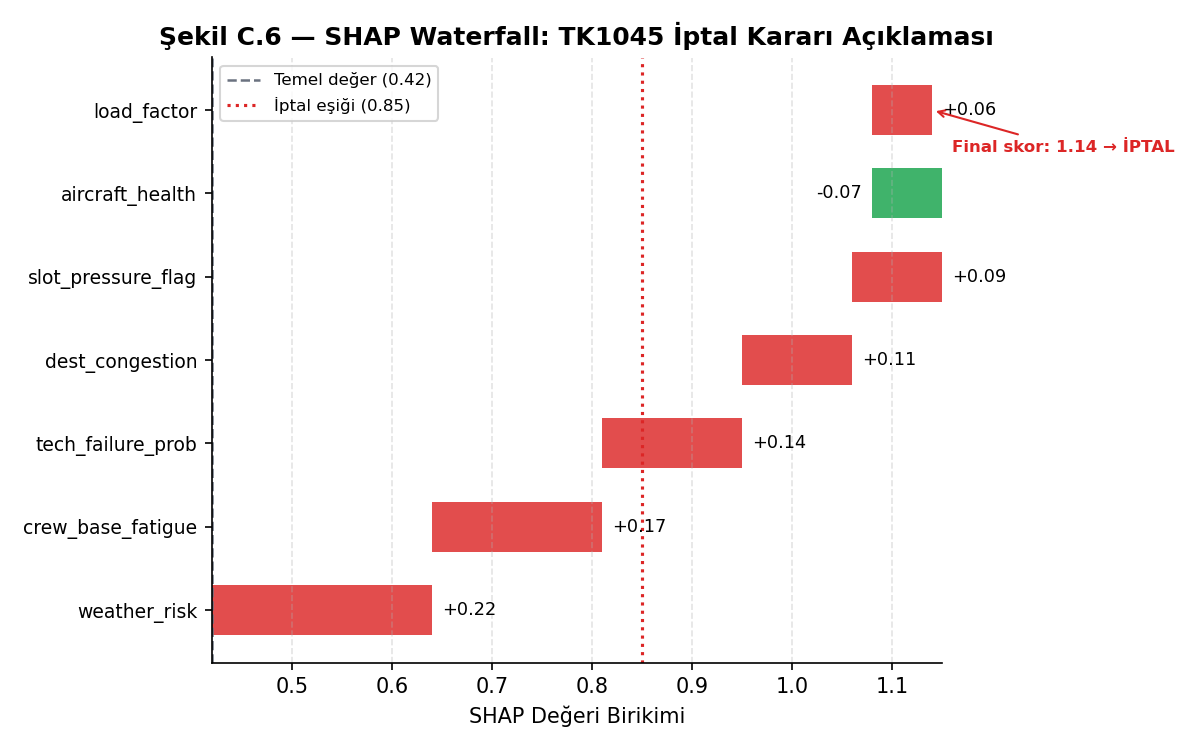 Şekil C.6 — SHAP Waterfall: TK1045 İptal Kararı Açıklaması
Temel değer (0.42)
İptal eşiği (0.85)
load_factor
+0.06
Final skor: 1.14 → İPTAL
aircraft_health
-0.07
slot_pressure_flag
+0.09
dest_congestion
+0.11
tech_failure_prob
+0.14
crew_base_fatigue
+0.17
weather_risk
+0.22
0.5 0.6 0.7 0.8 0.9 1.0 1.1
SHAP Değeri Birikimi